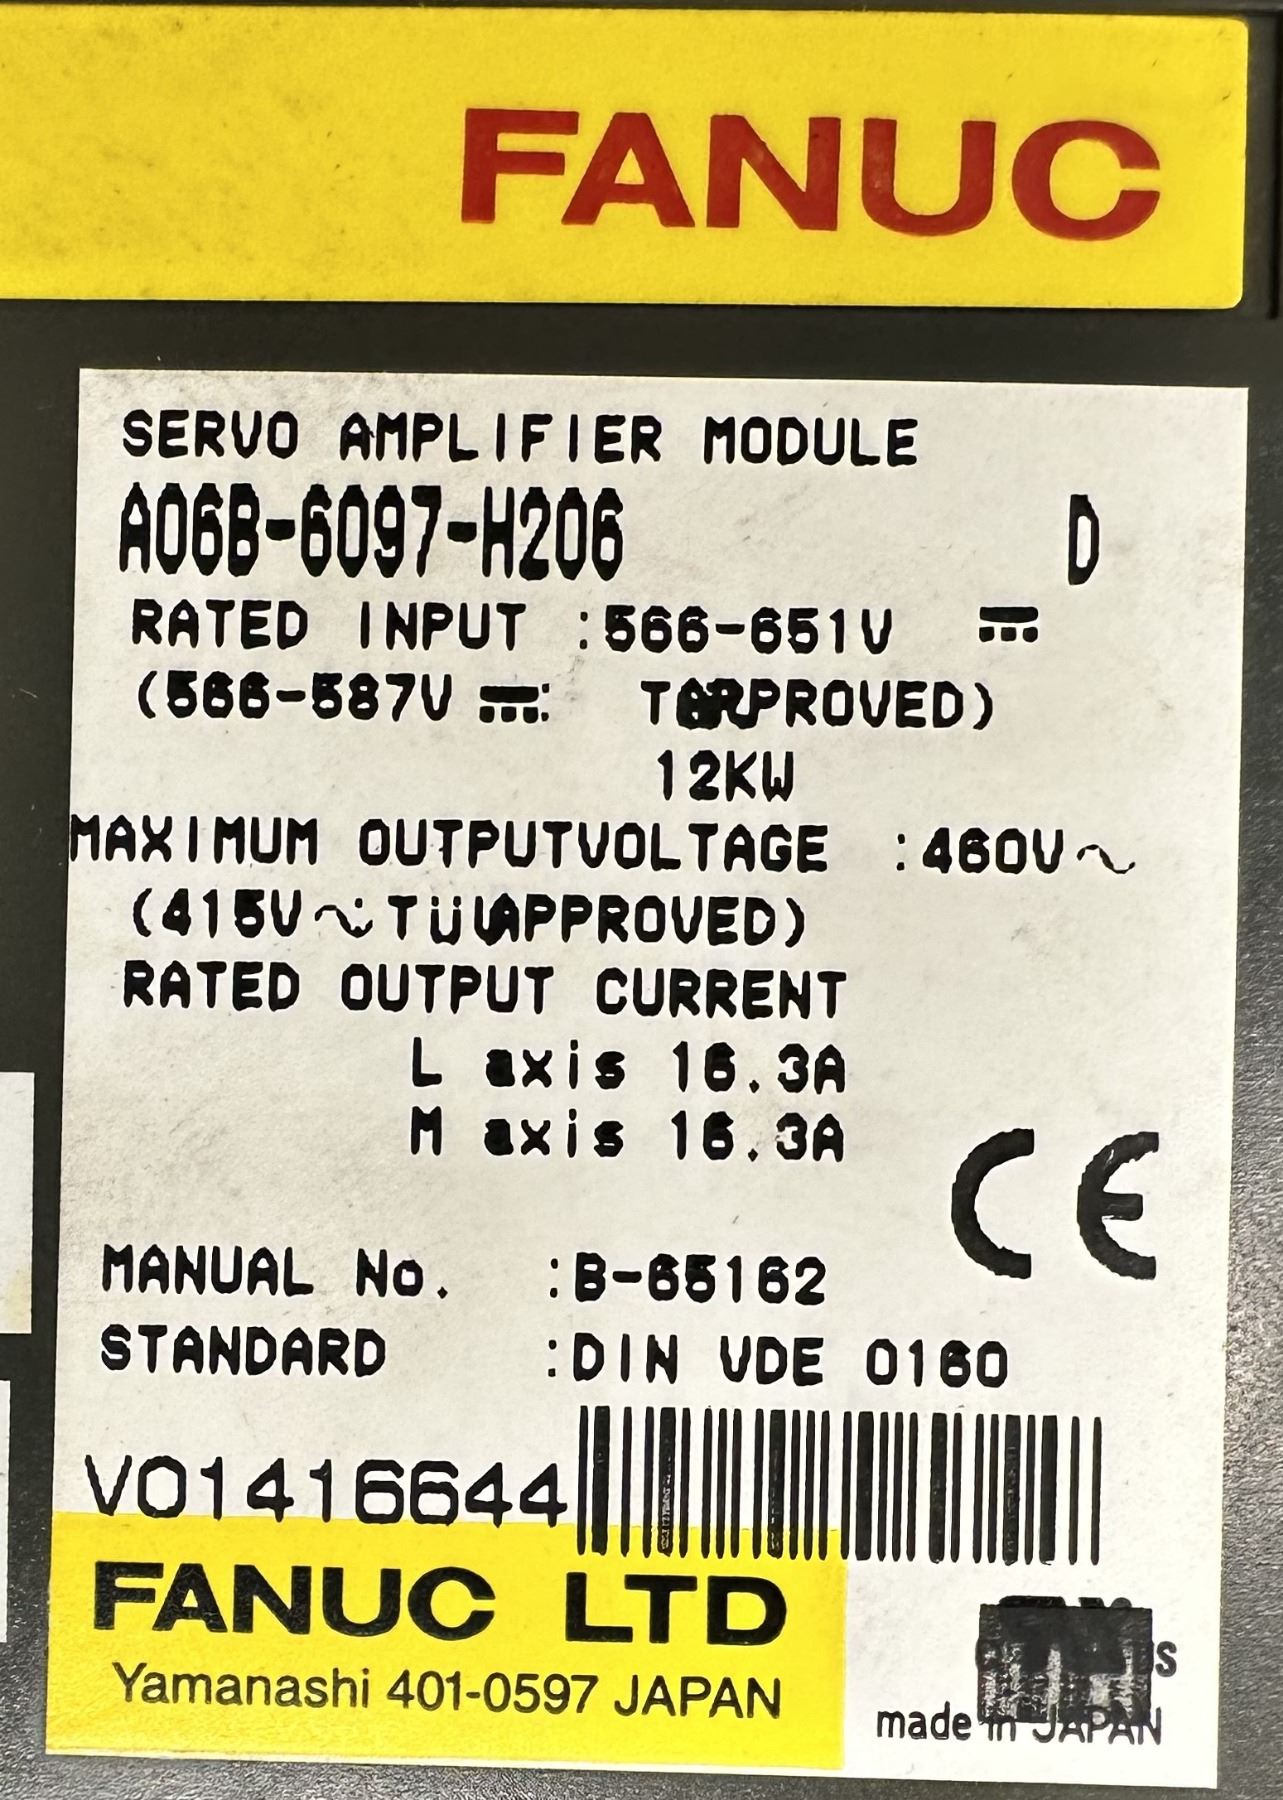 FANUC
SERVO AMPLIFIER MODULE
A06B-6097-H206 D
RATED INPUT :566-651V ⎓
(566-587V ⎓ PROVED)
12KW
MAXIMUM OUTPUTVOLTAGE :460V~
(415V~ TÜVAPPROVED)
RATED OUTPUT CURRENT
L axis 16.3A
M axis 16.3A
CE
MANUAL No. :B-65162
STANDARD :DIN VDE 0160
V01416644
FANUC LTD
Yamanashi 401-0597 JAPAN
made in JAPAN